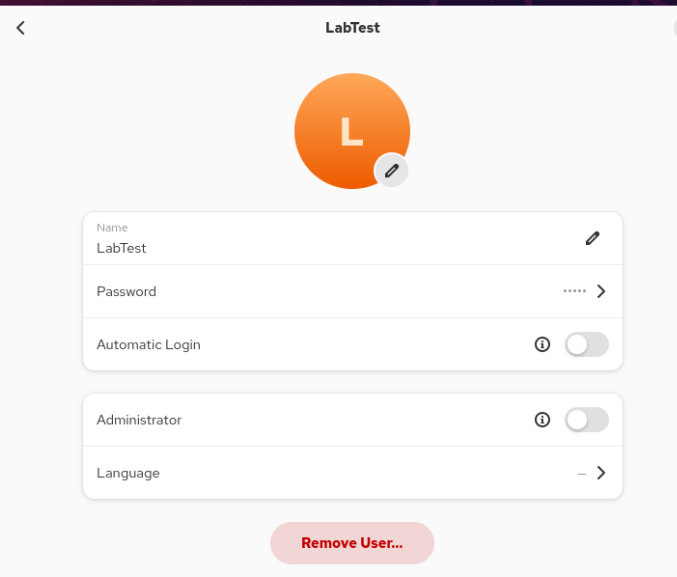 LabTest
L
Name
LabTest
Password •••••
Automatic Login
Administrator
Language –
Remove User...